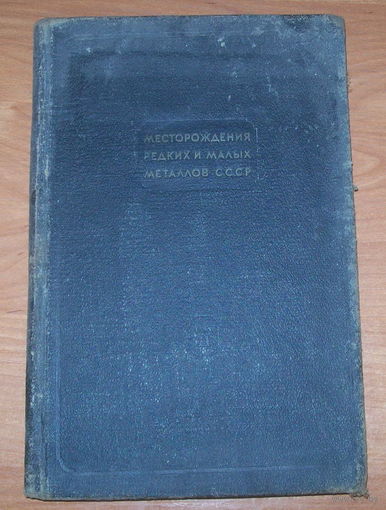 МЕСТОРОЖДЕНИЯ
РЕДКИХ И МАЛЫХ
МЕТАЛЛОВ СССР